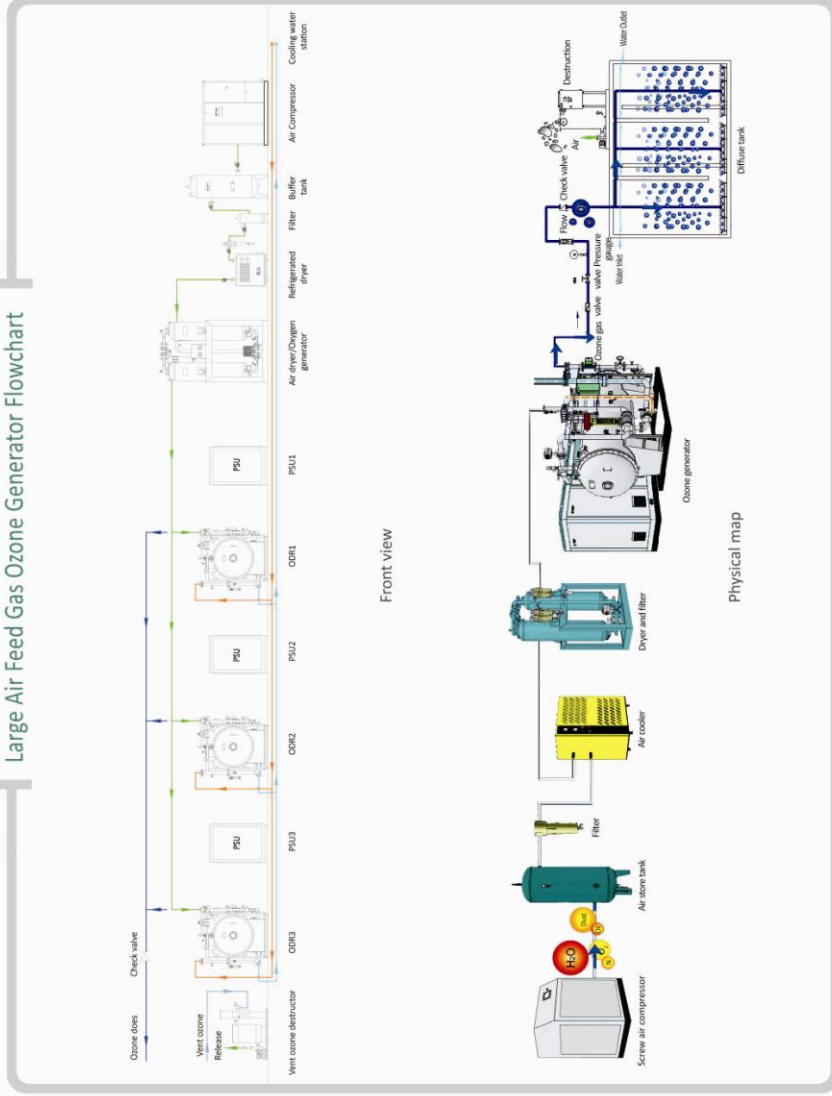 Large Air Feed Gas Ozone Generator Flowchart
Ozone does
Check valve
Vent ozone
Release
PSU
PSU
PSU
Vent ozone destructor
ODR3
PSU3
ODR2
PSU2
ODR1
PSU1
Air dryer/Oxygen
generator
Refrigerated
dryer
Filter
Buffer
tank
Air Compressor
Cooling water
station
Front view
H₂O
Dust
Oil
O₂
N
Screw air compressor
Air store tank
Filter
Air cooler
Dryer and filter
Ozone generator
Ozone gas
valve
valve
Pressure
gauge
Flow
Check valve
Air
Destruction
Water Inlet
Water Outlet
Diffuse tank
Physical map